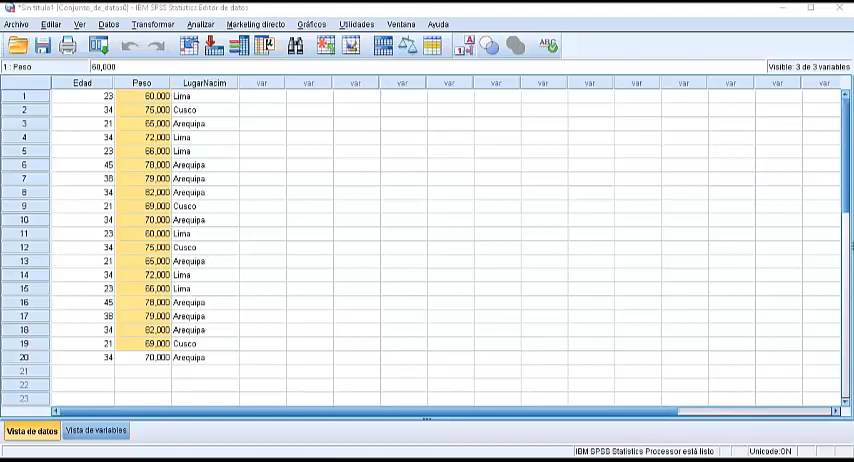 *Sin título1 [Conjunto_de_datos0] - IBM SPSS Statistics Editor de datos
Archivo Editar Ver Datos Transformar Analizar Marketing directo Gráficos Utilidades Ventana Ayuda
1 : Peso 60,000 Visible: 3 de 3 variables
Edad Peso LugarNacim var var var var var var var var var var var var var
1 23 60,000 Lima
2 34 75,000 Cusco
3 21 65,000 Arequipa
4 34 72,000 Lima
5 23 66,000 Lima
6 45 78,000 Arequipa
7 38 79,000 Arequipa
8 34 82,000 Arequipa
9 21 69,000 Cusco
10 34 70,000 Arequipa
11 23 60,000 Lima
12 34 75,000 Cusco
13 21 65,000 Arequipa
14 34 72,000 Lima
15 23 66,000 Lima
16 45 78,000 Arequipa
17 38 79,000 Arequipa
18 34 82,000 Arequipa
19 21 69,000 Cusco
20 34 70,000 Arequipa
21
22
23
Vista de datos Vista de variables
IBM SPSS Statistics Processor está listo Unicode:ON